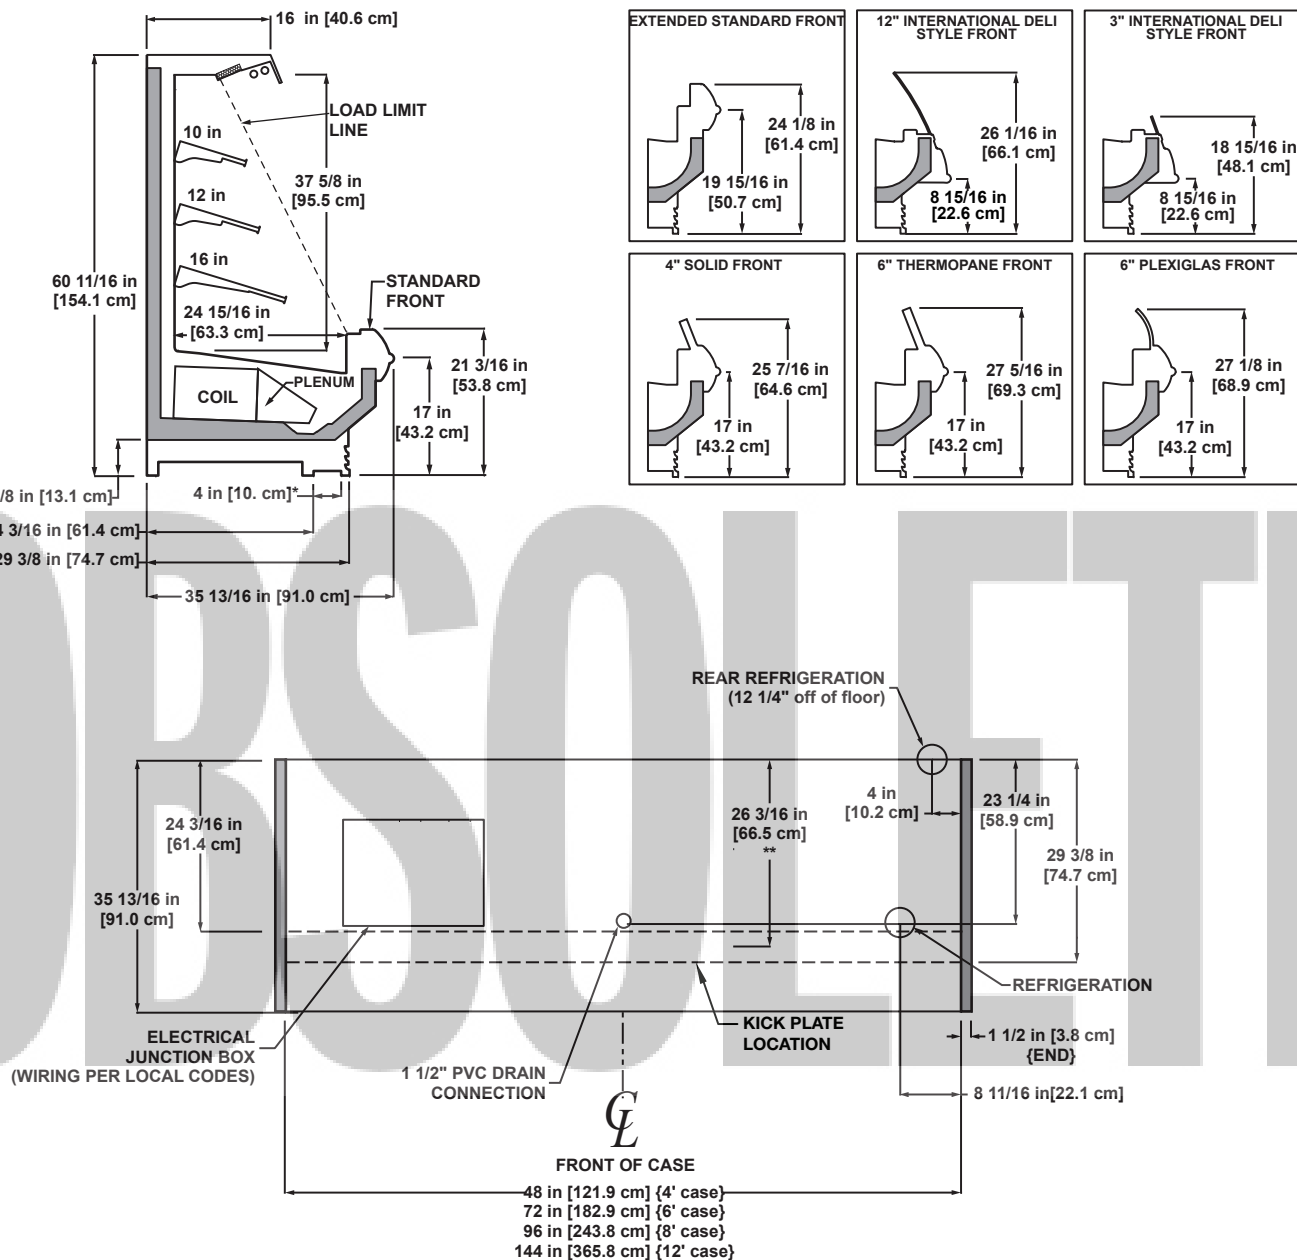 16 in [40.6 cm]
LOAD LIMIT
LINE
10 in
12 in
16 in
37 5/8 in
[95.5 cm]
60 11/16 in
[154.1 cm]
24 15/16 in
[63.3 cm]
STANDARD
FRONT
COIL
PLENUM
21 3/16 in
[53.8 cm]
17 in
[43.2 cm]
/8 in [13.1 cm]
4 in [10. cm]*
3/16 in [61.4 cm]
29 3/8 in [74.7 cm]
35 13/16 in [91.0 cm]
EXTENDED STANDARD FRONT
24 1/8 in
[61.4 cm]
19 15/16 in
[50.7 cm]
12" INTERNATIONAL DELI
STYLE FRONT
26 1/16 in
[66.1 cm]
8 15/16 in
[22.6 cm]
3" INTERNATIONAL DELI
STYLE FRONT
18 15/16 in
[48.1 cm]
8 15/16 in
[22.6 cm]
4" SOLID FRONT
25 7/16 in
[64.6 cm]
17 in
[43.2 cm]
6" THERMOPANE FRONT
27 5/16 in
[69.3 cm]
17 in
[43.2 cm]
6" PLEXIGLAS FRONT
27 1/8 in
[68.9 cm]
17 in
[43.2 cm]
OBSOLETE
REAR REFRIGERATION
(12 1/4" off of floor)
24 3/16 in
[61.4 cm]
35 13/16 in
[91.0 cm]
26 3/16 in
[66.5 cm]
**
4 in
[10.2 cm]
23 1/4 in
[58.9 cm]
29 3/8 in
[74.7 cm]
REFRIGERATION
KICK PLATE
LOCATION
1 1/2 in [3.8 cm]
{END}
ELECTRICAL
JUNCTION BOX
(WIRING PER LOCAL CODES)
1 1/2" PVC DRAIN
CONNECTION
8 11/16 in[22.1 cm]
CL
FRONT OF CASE
48 in [121.9 cm] {4' case}
72 in [182.9 cm] {6' case}
96 in [243.8 cm] {8' case}
144 in [365.8 cm] {12' case}